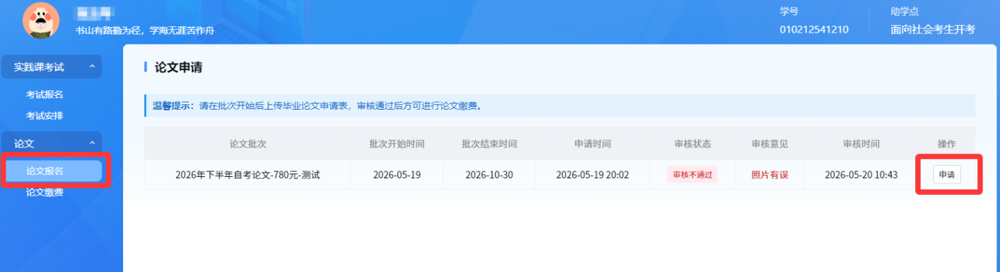 书山有路勤为径，学海无涯苦作舟
学号
010212541210
助学点
面向社会考生开考
实践课考试
考试报名
考试安排
论文
论文报名
论文缴费
论文申请
温馨提示：请在批次开始后上传毕业论文申请表，审核通过后方可进行论文缴费。
论文批次 批次开始时间 批次结束时间 申请时间 审核状态 审核意见 审核时间 操作
2026年下半年自考论文-780元-测试 2026-05-19 2026-10-30 2026-05-19 20:02 审核不通过 照片有误 2026-05-20 10:43 申请